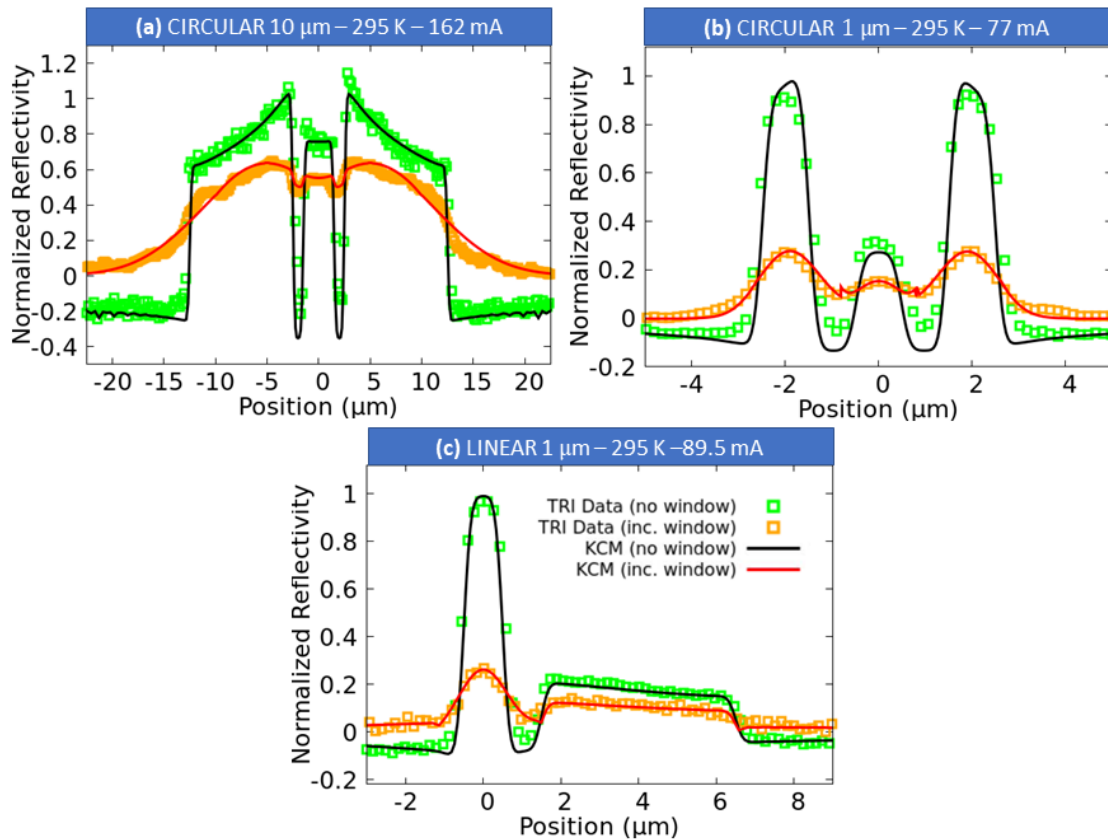 (a) CIRCULAR 10 µm – 295 K – 162 mA
1.2
1
0.8
0.6
0.4
0.2
0
-0.2
-0.4
Normalized Reflectivity
-20 -15 -10 -5 0 5 10 15 20
Position (µm)
(b) CIRCULAR 1 µm – 295 K – 77 mA
1
0.8
0.6
0.4
0.2
0
-0.2
Normalized Reflectivity
-4 -2 0 2 4
Position (µm)
(c) LINEAR 1 µm – 295 K –89.5 mA
1
0.8
0.6
0.4
0.2
0
-0.2
Normalized Reflectivity
TRI Data (no window)
TRI Data (inc. window)
KCM (no window)
KCM (inc. window)
-2 0 2 4 6 8
Position (µm)